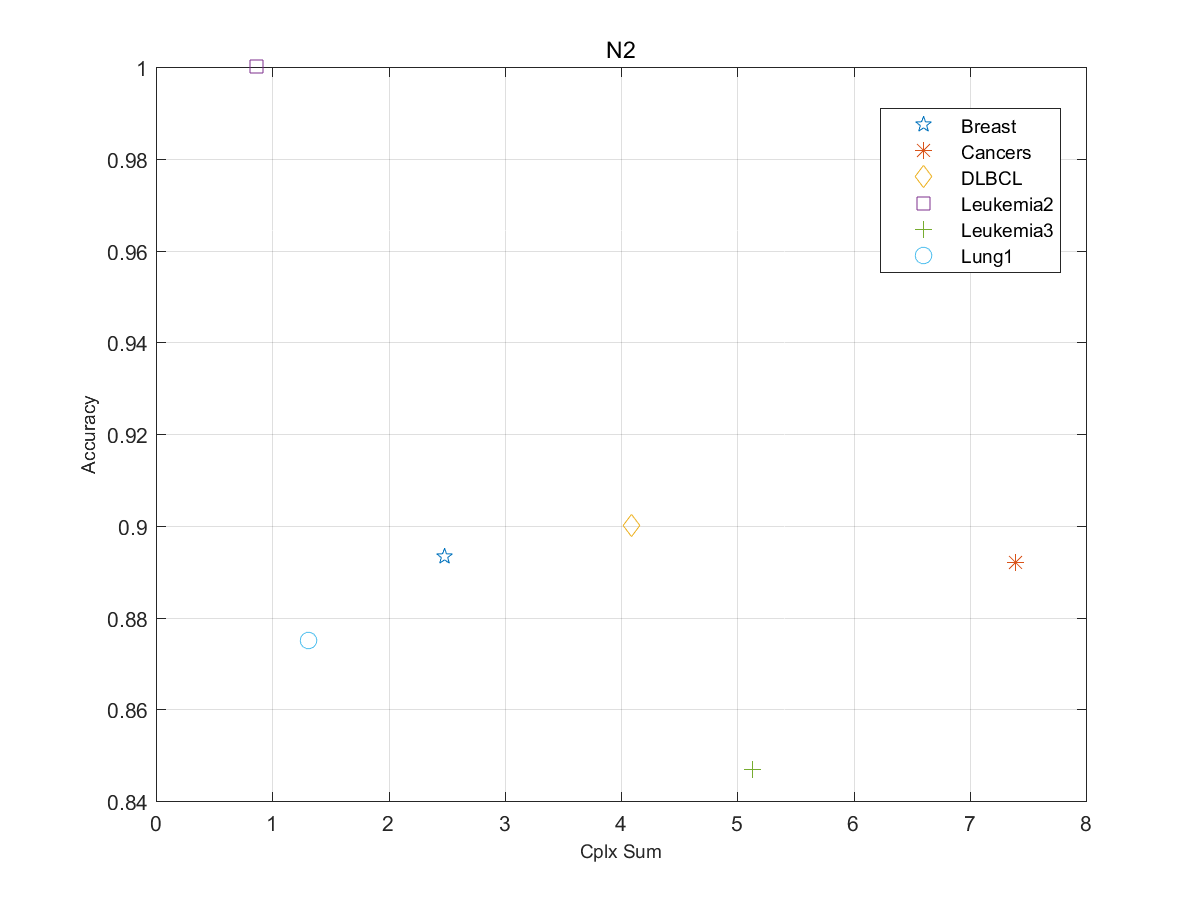 N2
1
0.98
0.96
0.94
0.92
0.9
0.88
0.86
0.84
Accuracy
Breast
Cancers
DLBCL
Leukemia2
Leukemia3
Lung1
0 1 2 3 4 5 6 7 8
Cplx Sum